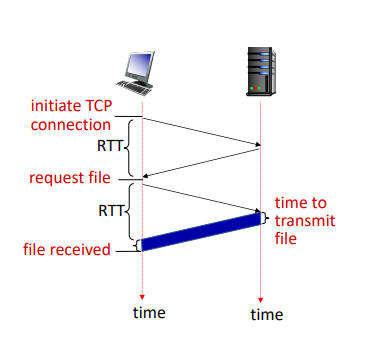 initiate TCP
connection
RTT
request file
RTT
time to
transmit
file
file received
time
time